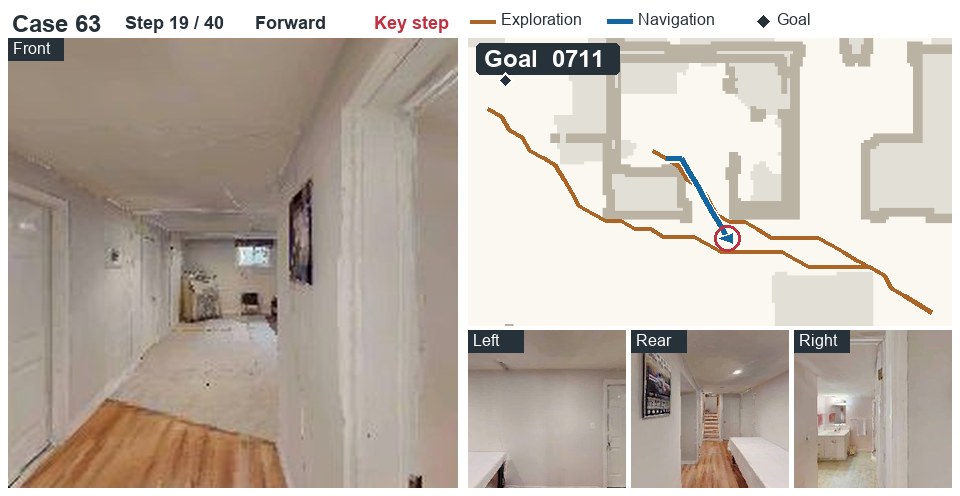 Case 63 Step 19 / 40 Forward Key step
Exploration Navigation Goal
Front
Goal 0711
Left
Rear
Right